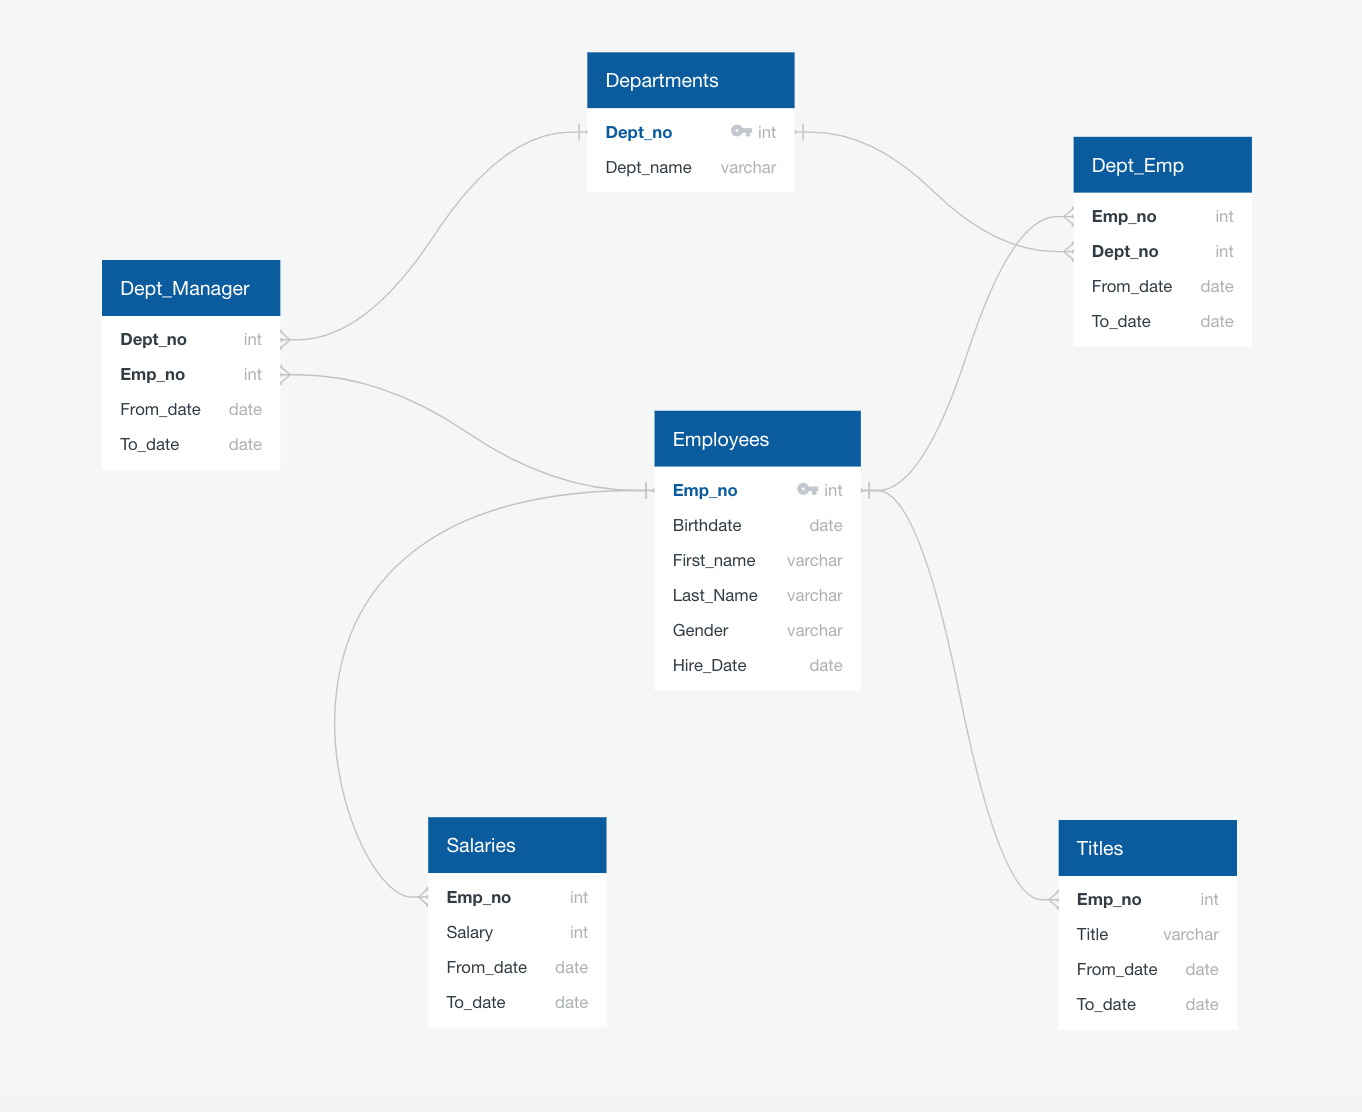 Departments
Dept_no int
Dept_name varchar
Dept_Emp
Emp_no int
Dept_no int
From_date date
To_date date
Dept_Manager
Dept_no int
Emp_no int
From_date date
To_date date
Employees
Emp_no int
Birthdate date
First_name varchar
Last_Name varchar
Gender varchar
Hire_Date date
Salaries
Emp_no int
Salary int
From_date date
To_date date
Titles
Emp_no int
Title varchar
From_date date
To_date date